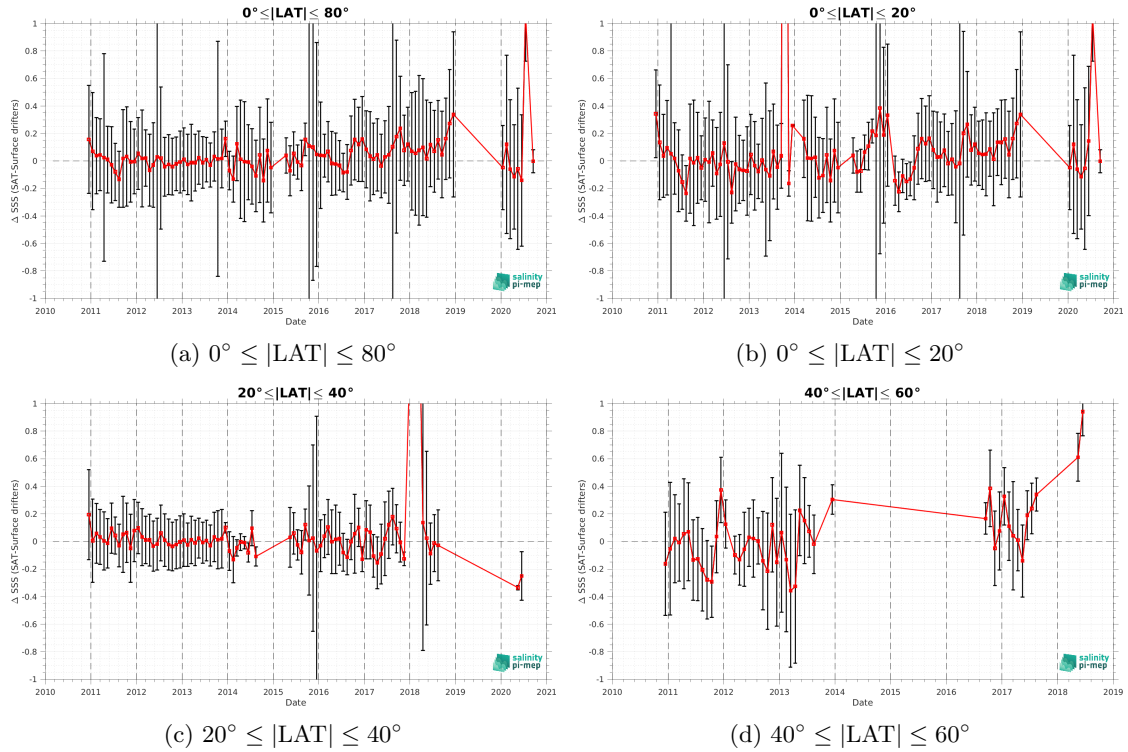 0°≤|LAT|≤ 80°
Δ SSS (SAT-Surface drifters)
1
0.8
0.6
0.4
0.2
0
-0.2
-0.4
-0.6
-0.8
-1
2010 2011 2012 2013 2014 2015 2016 2017 2018 2019 2020 2021
Date
salinity
pi-mep
(a) 0° ≤ |LAT| ≤ 80°
0°≤|LAT|≤ 20°
Δ SSS (SAT-Surface drifters)
1
0.8
0.6
0.4
0.2
0
-0.2
-0.4
-0.6
-0.8
-1
2010 2011 2012 2013 2014 2015 2016 2017 2018 2019 2020 2021
Date
salinity
pi-mep
(b) 0° ≤ |LAT| ≤ 20°
20°≤|LAT|≤ 40°
Δ SSS (SAT-Surface drifters)
1
0.8
0.6
0.4
0.2
0
-0.2
-0.4
-0.6
-0.8
-1
2010 2011 2012 2013 2014 2015 2016 2017 2018 2019 2020 2021
Date
salinity
pi-mep
(c) 20° ≤ |LAT| ≤ 40°
40°≤|LAT|≤ 60°
Δ SSS (SAT-Surface drifters)
1
0.8
0.6
0.4
0.2
0
-0.2
-0.4
-0.6
-0.8
-1
2010 2011 2012 2013 2014 2015 2016 2017 2018 2019
Date
salinity
pi-mep
(d) 40° ≤ |LAT| ≤ 60°